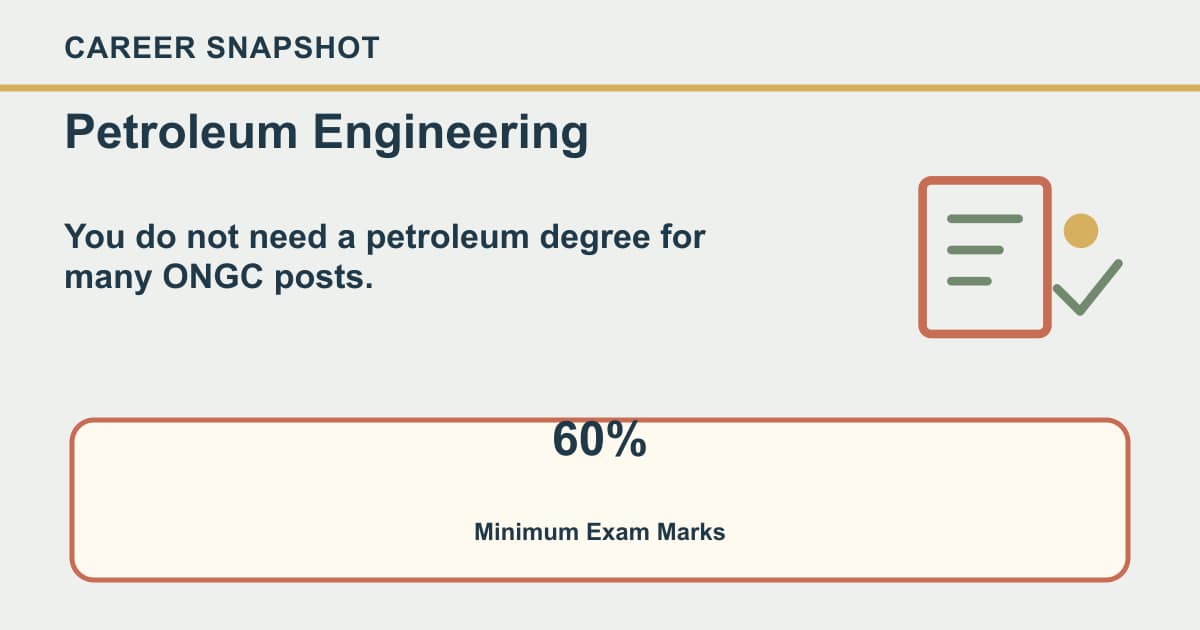 CAREER SNAPSHOT
Petroleum Engineering
You do not need a petroleum degree for
many ONGC posts.
60%
Minimum Exam Marks